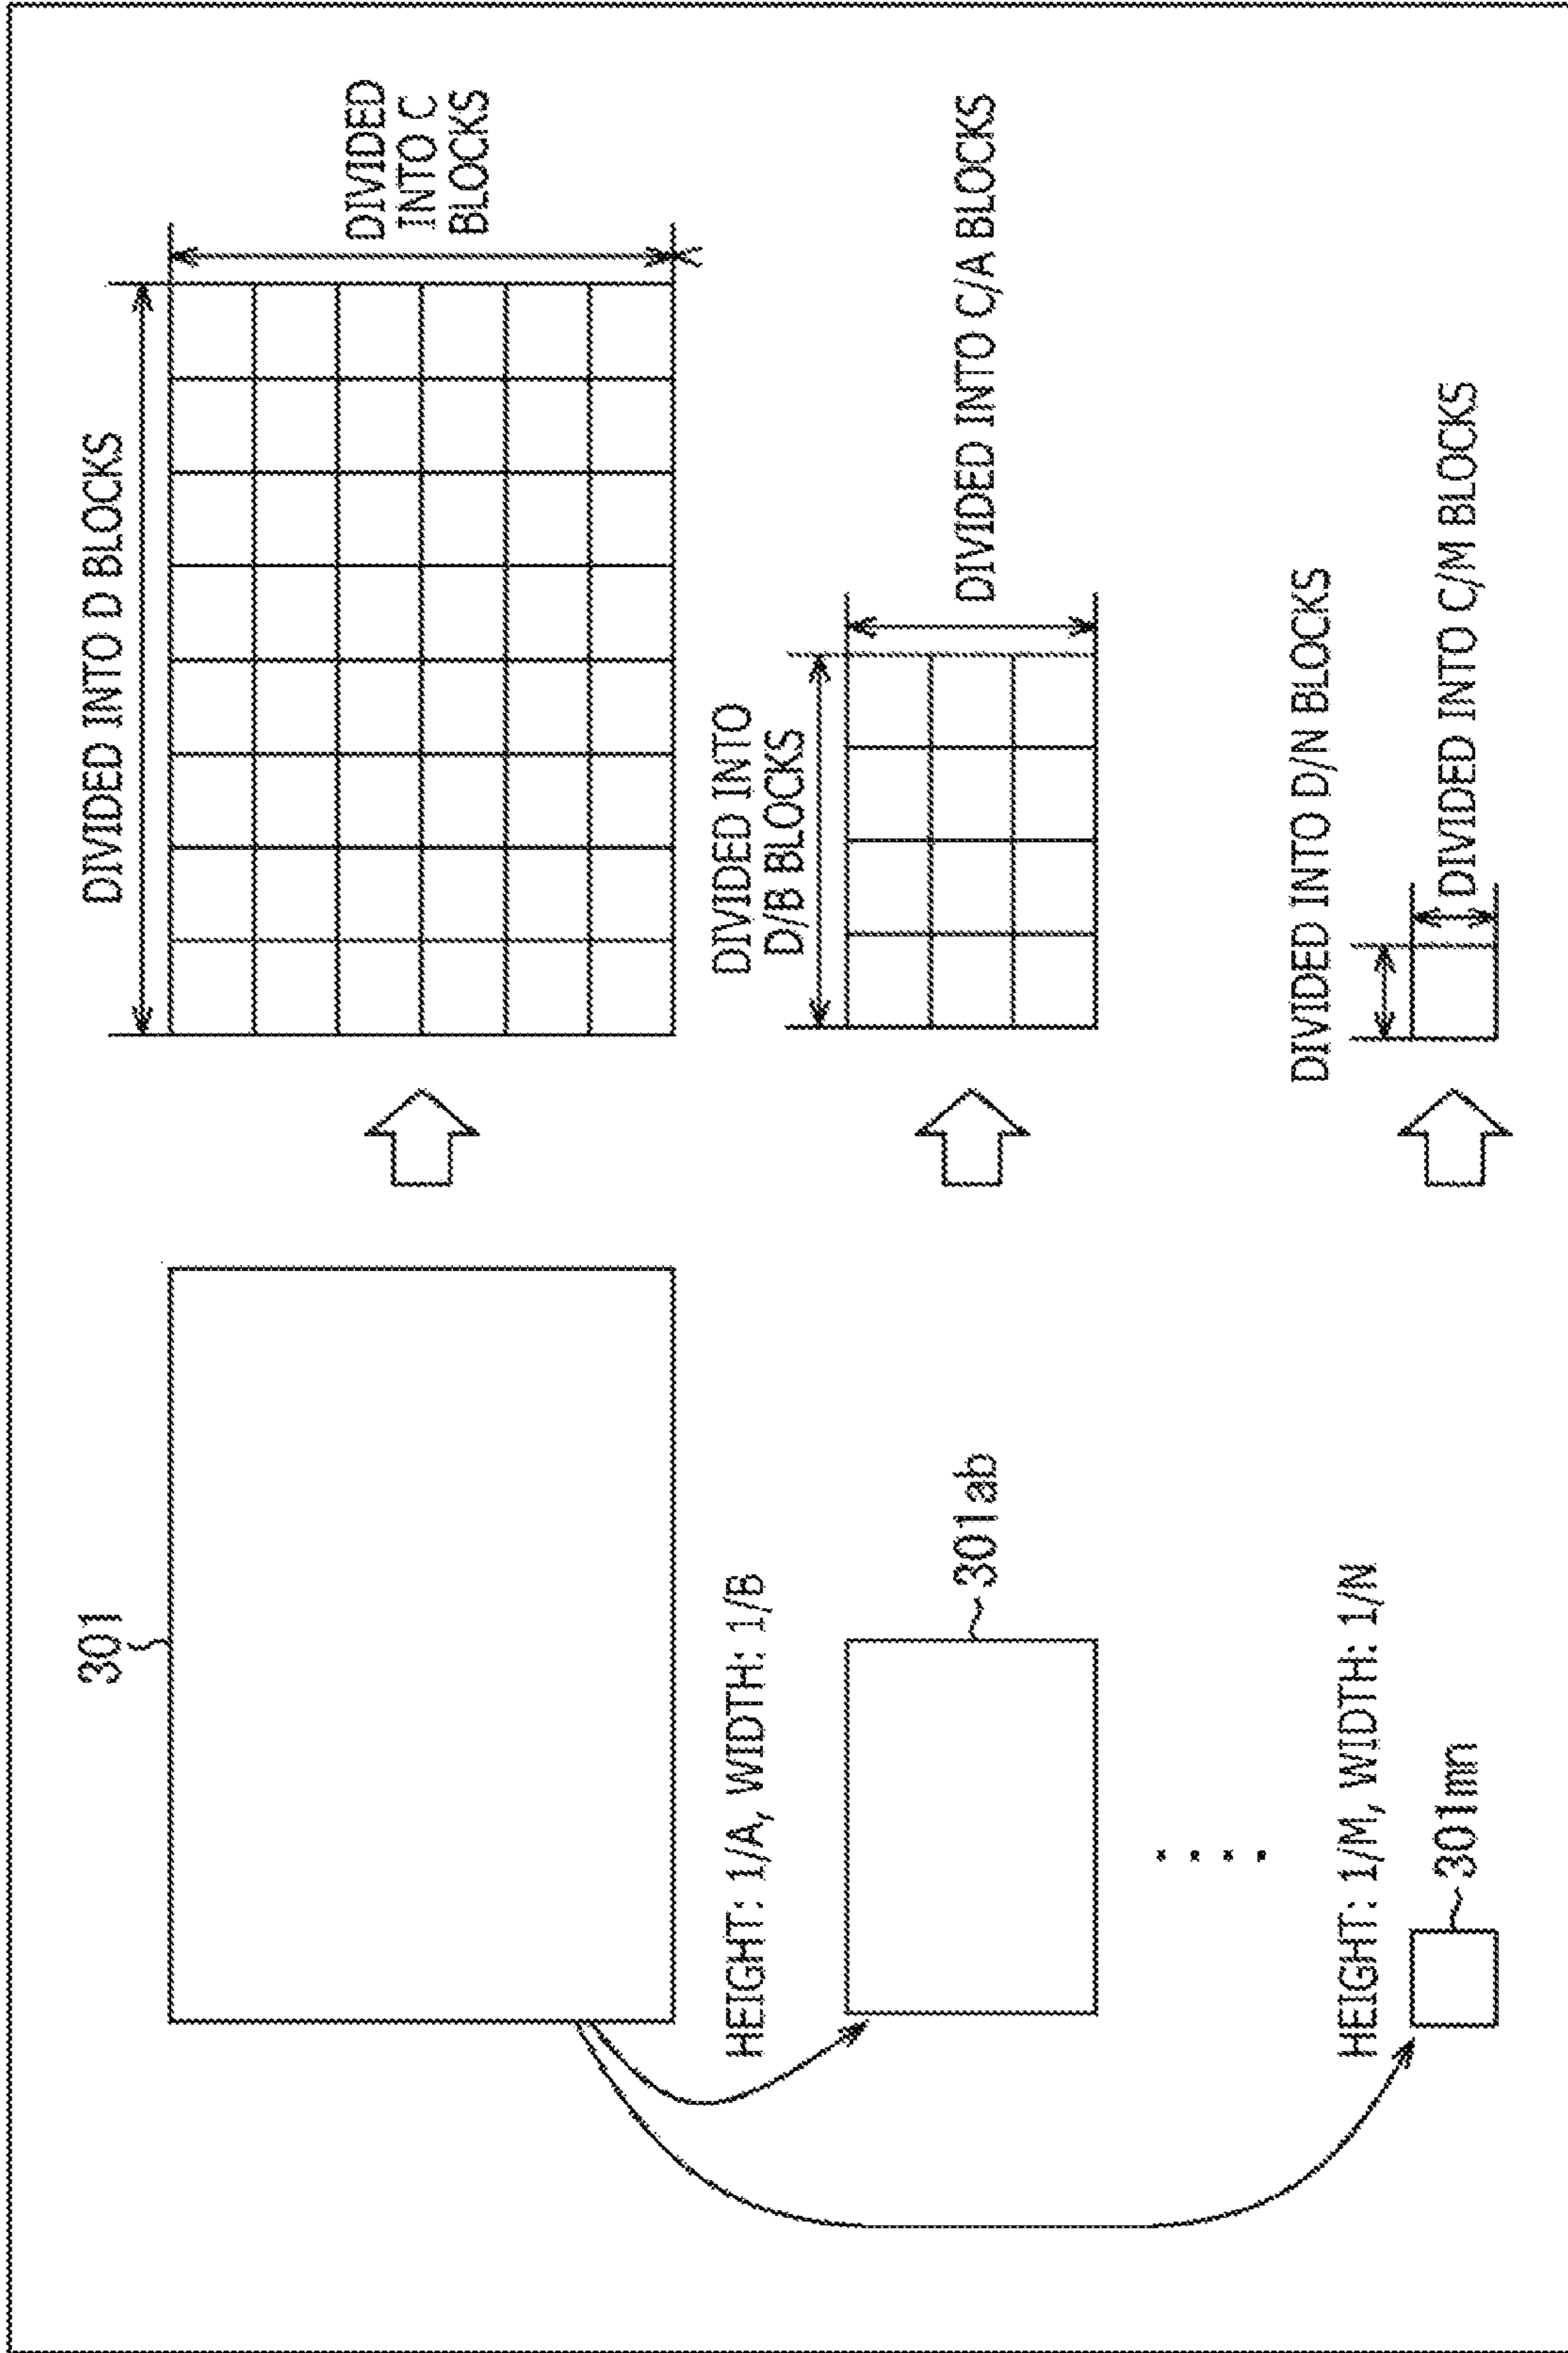 301
DIVIDED INTO D BLOCKS
DIVIDED
INTO C
BLOCKS
HEIGHT: 1/A, WIDTH: 1/B
301ab
DIVIDED INTO
D/B BLOCKS
DIVIDED INTO C/A BLOCKS
HEIGHT: 1/M, WIDTH: 1/N
301mn
DIVIDED INTO D/N BLOCKS
DIVIDED INTO C/M BLOCKS